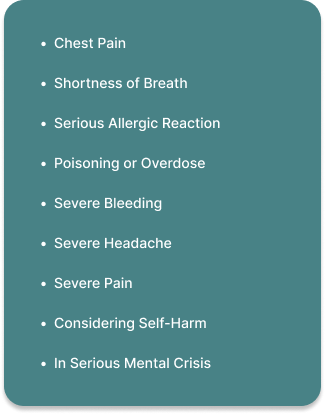 • Chest Pain
• Shortness of Breath
• Serious Allergic Reaction
• Poisoning or Overdose
• Severe Bleeding
• Severe Headache
• Severe Pain
• Considering Self-Harm
• In Serious Mental Crisis